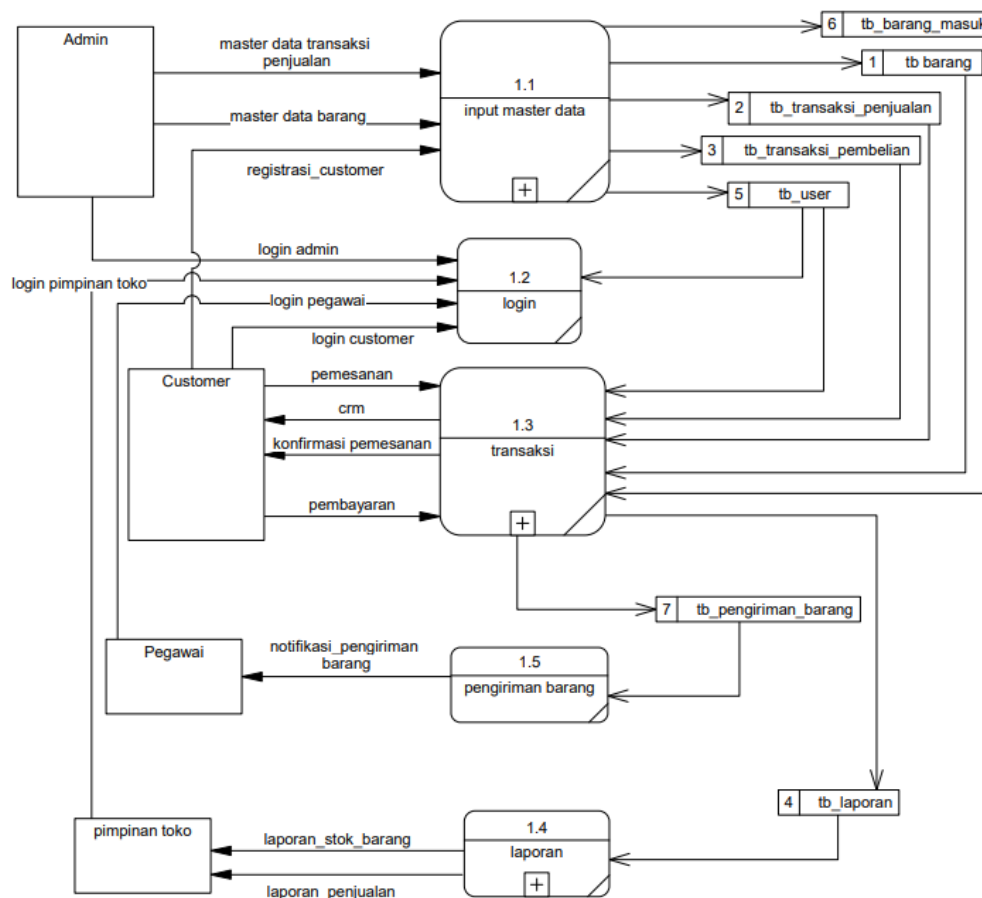 Admin
master data transaksi
penjualan
master data barang
registrasi_customer
1.1
input master data
+
6 tb_barang_masuk
1 tb barang
2 tb_transaksi_penjualan
3 tb_transaksi_pembelian
5 tb_user
login admin
login pimpinan toko
login pegawai
login customer
1.2
login
Customer
pemesanan
crm
konfirmasi pemesanan
pembayaran
1.3
transaksi
+
7 tb_pengiriman_barang
Pegawai
notifikasi_pengiriman
barang
1.5
pengiriman barang
4 tb_laporan
pimpinan toko
laporan_stok_barang
laporan_penjualan
1.4
laporan
+